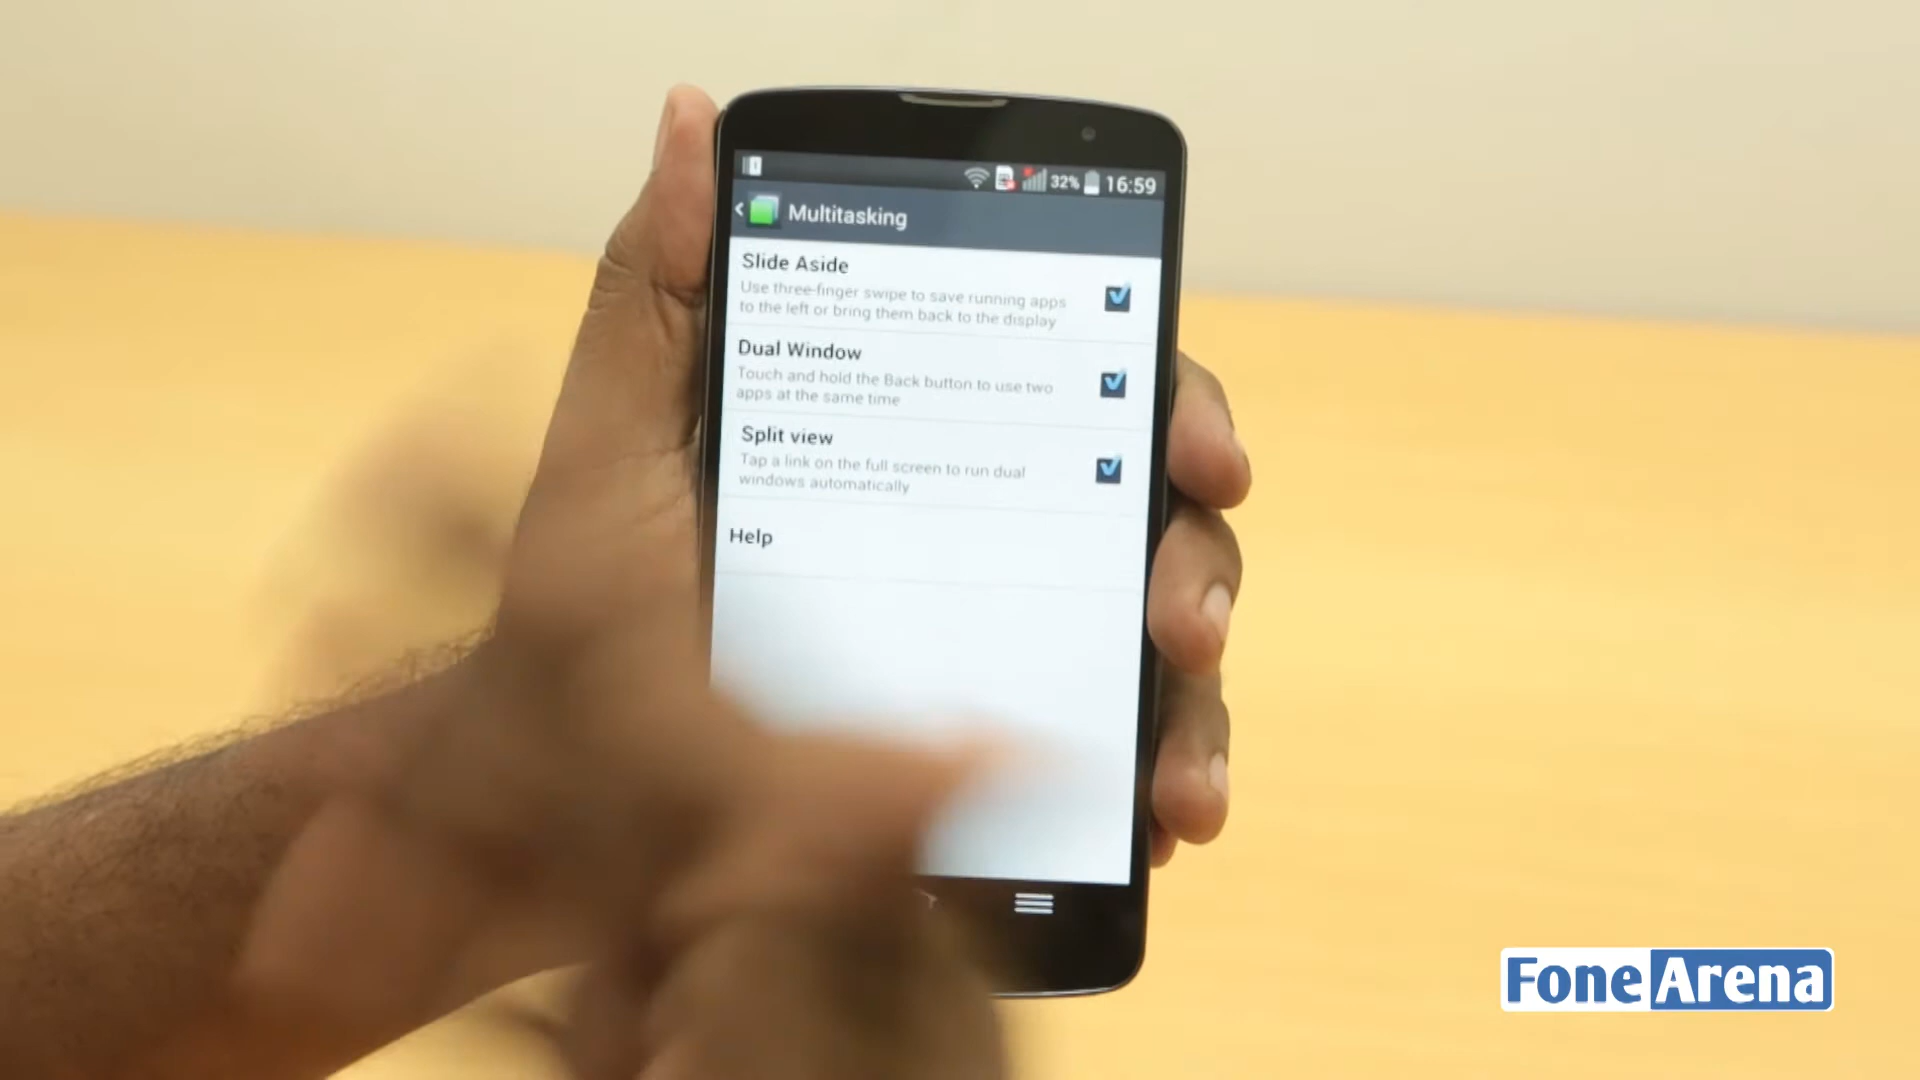 32% 16:59
Multitasking
Slide Aside
Use three-finger swipe to save running apps
to the left or bring them back to the display
Dual Window
Touch and hold the Back button to use two
apps at the same time
Split view
Tap a link on the full screen to run dual
windows automatically
Help
FoneArena